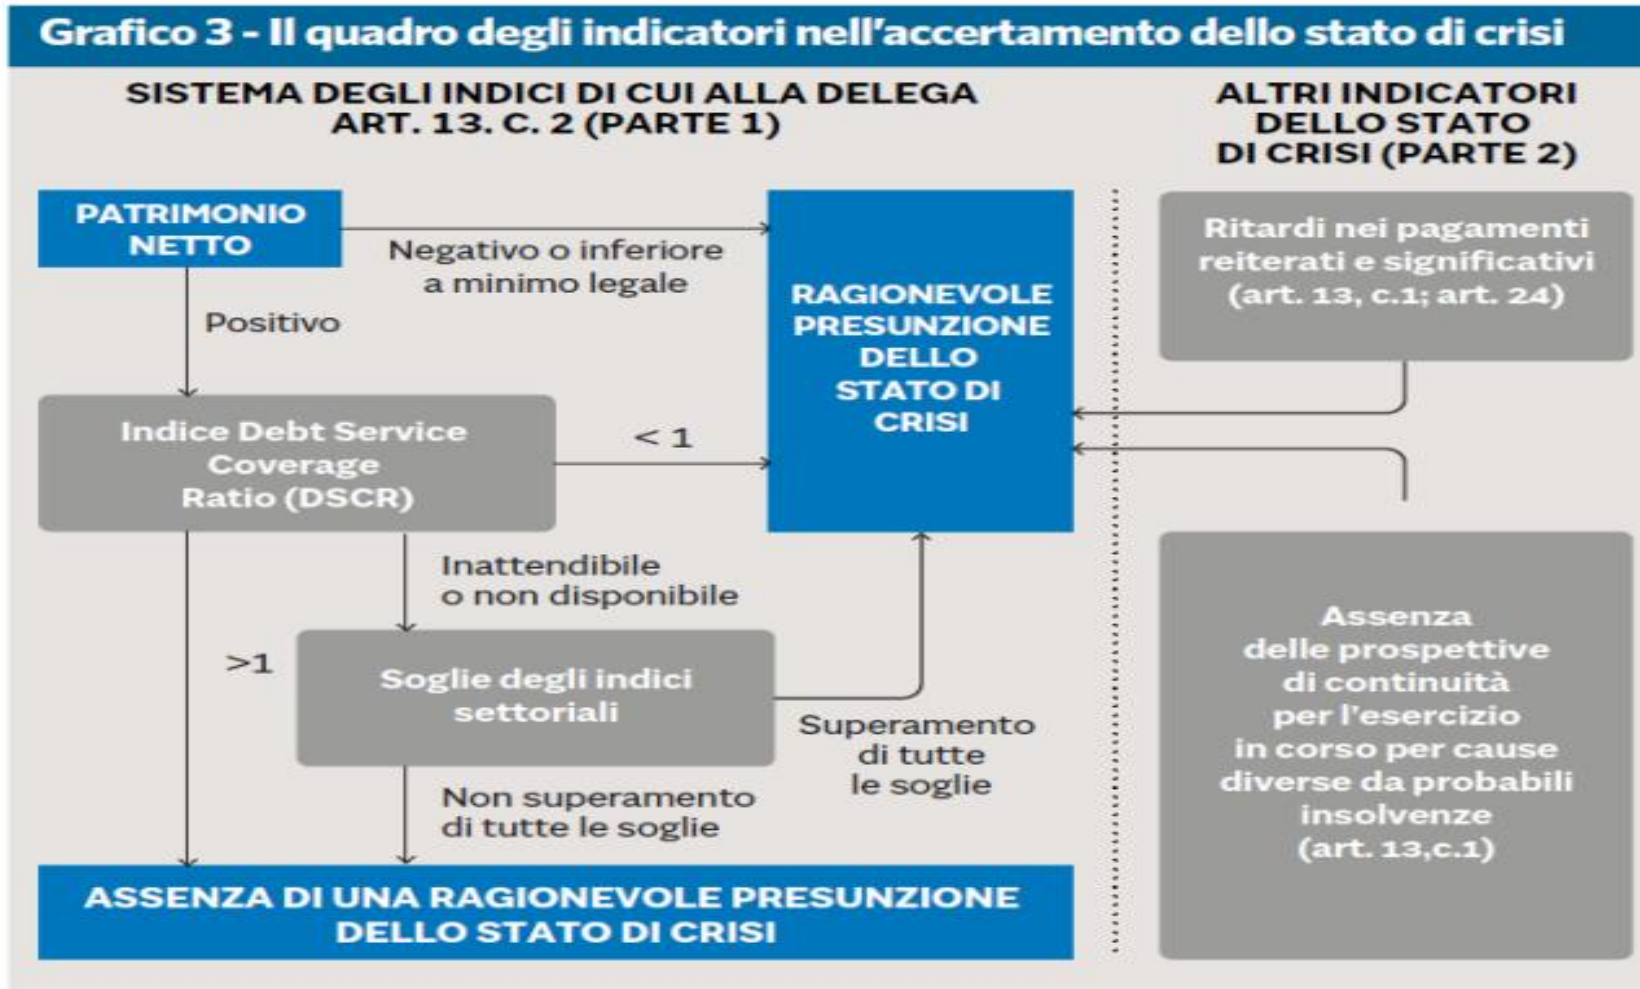 Grafico 3 - Il quadro degli indicatori nell'accertamento dello stato di crisi
SISTEMA DEGLI INDICI DI CUI ALLA DELEGA
ART. 13. C. 2 (PARTE 1)
ALTRI INDICATORI
DELLO STATO
DI CRISI (PARTE 2)
PATRIMONIO
NETTO
Negativo o inferiore
a minimo legale
Positivo
RAGIONEVOLE
PRESUNZIONE
DELLO
STATO DI
CRISI
Ritardi nei pagamenti
reiterati e significativi
(art. 13, c.1; art. 24)
Indice Debt Service
Coverage
Ratio (DSCR)
< 1
Inattendibile
o non disponibile
>1
Soglie degli indici
settoriali
Superamento
di tutte
le soglie
Non superamento
di tutte le soglie
Assenza
delle prospettive
di continuità
per l'esercizio
in corso per cause
diverse da probabili
insolvenze
(art. 13,c.1)
ASSENZA DI UNA RAGIONEVOLE PRESUNZIONE
DELLO STATO DI CRISI